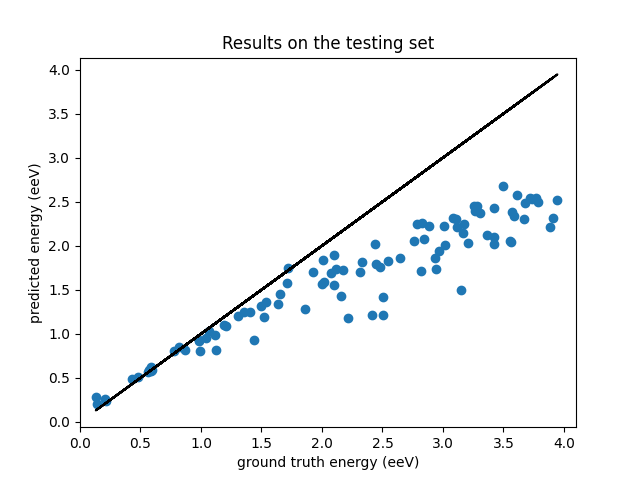 Results on the testing set
predicted energy (eeV)
4.0
3.5
3.0
2.5
2.0
1.5
1.0
0.5
0.0
0.0 0.5 1.0 1.5 2.0 2.5 3.0 3.5 4.0
ground truth energy (eeV)